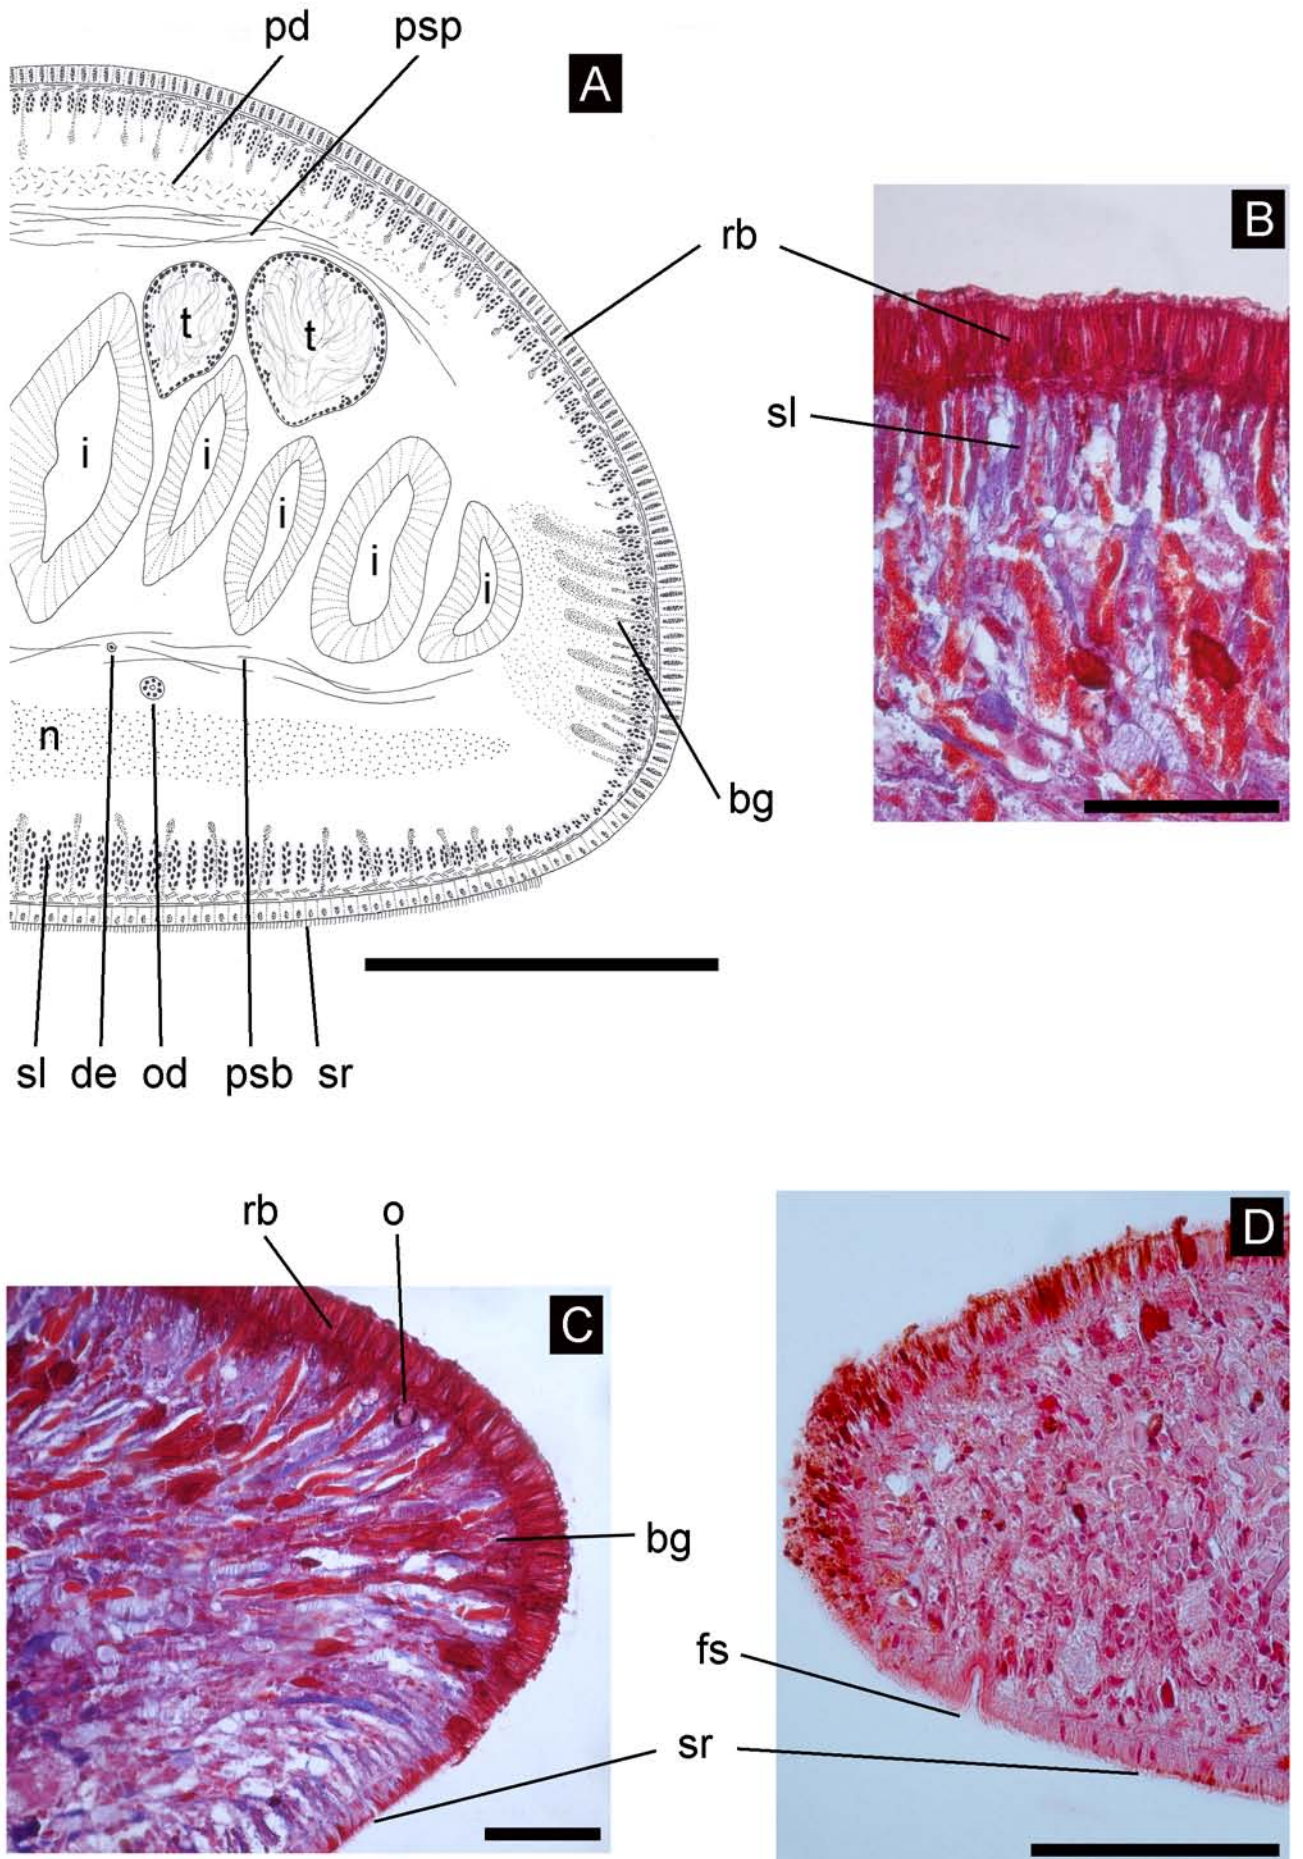 pd psp
A
B
rb
t t
sl
i i i i i
n
bg
sl de od psb sr
rb o
C
D
bg
fs
sr